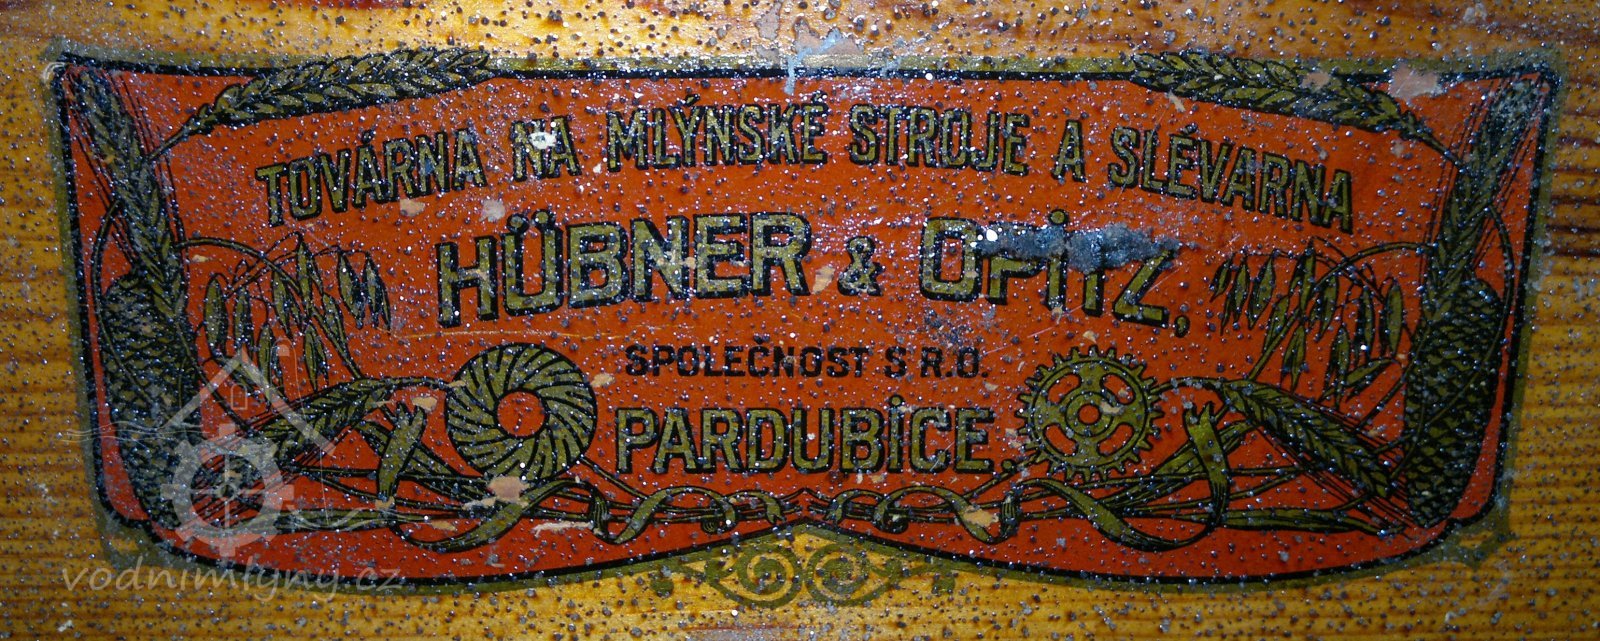 TOVÁRNA NA MLÝNSKÉ STROJE A SLÉVARNA
HÜBNER & OPITZ,
SPOLEČNOST S R.O.
PARDUBICE.
vodnimlyny.cz